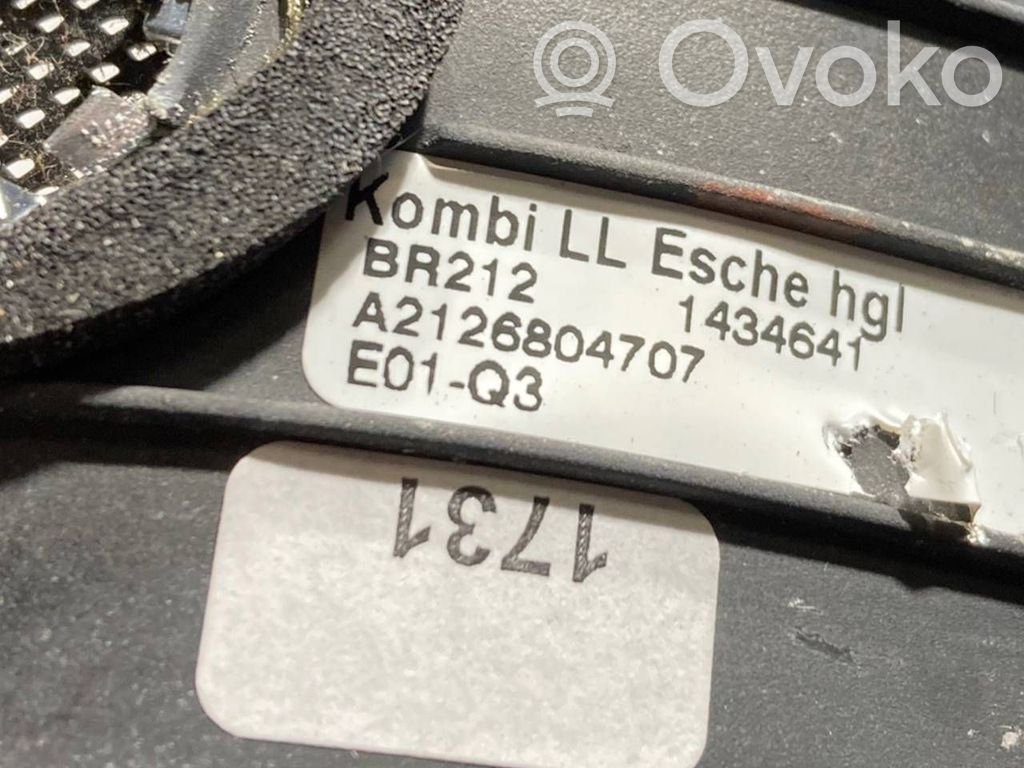 Ovoko
Kombi LL Esche hgl
BR212 1434641
A2126804707
E01-Q3
1731